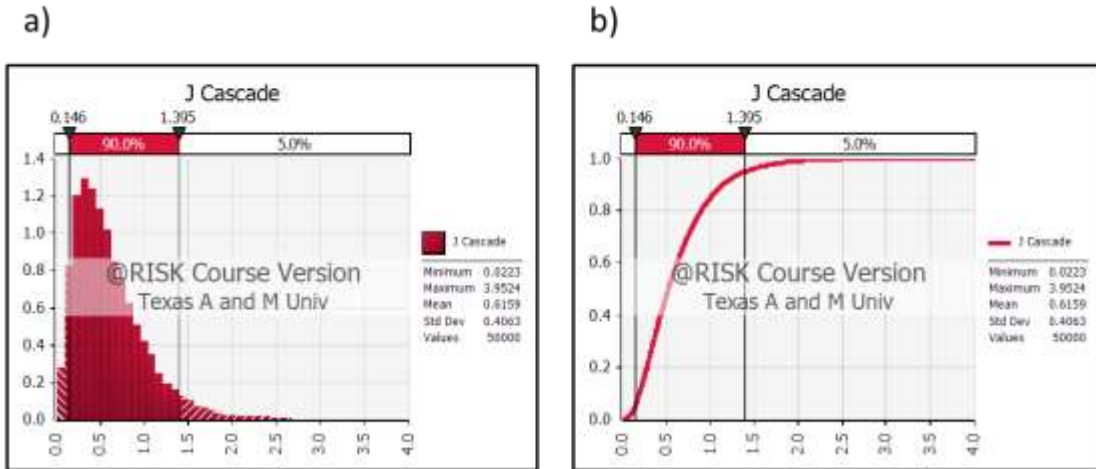 a)
J Cascade
0.146 1.395
90.0% 5.0%
1.4
1.2
1.0
0.8
0.6
0.4
0.2
0.0
0.0 0.5 1.0 1.5 2.0 2.5 3.0 3.5 4.0
@RISK Course Version
Texas A and M Univ
J Cascade
Minimum 0.0223
Maximum 3.9524
Mean 0.6159
Std Dev 0.4063
Values 50000
b)
J Cascade
0.146 1.395
90.0% 5.0%
1.0
0.8
0.6
0.4
0.2
0.0
0.0 0.5 1.0 1.5 2.0 2.5 3.0 3.5 4.0
@RISK Course Version
Texas A and M Univ
J Cascade
Minimum 0.0223
Maximum 3.9524
Mean 0.6159
Std Dev 0.4063
Values 50000